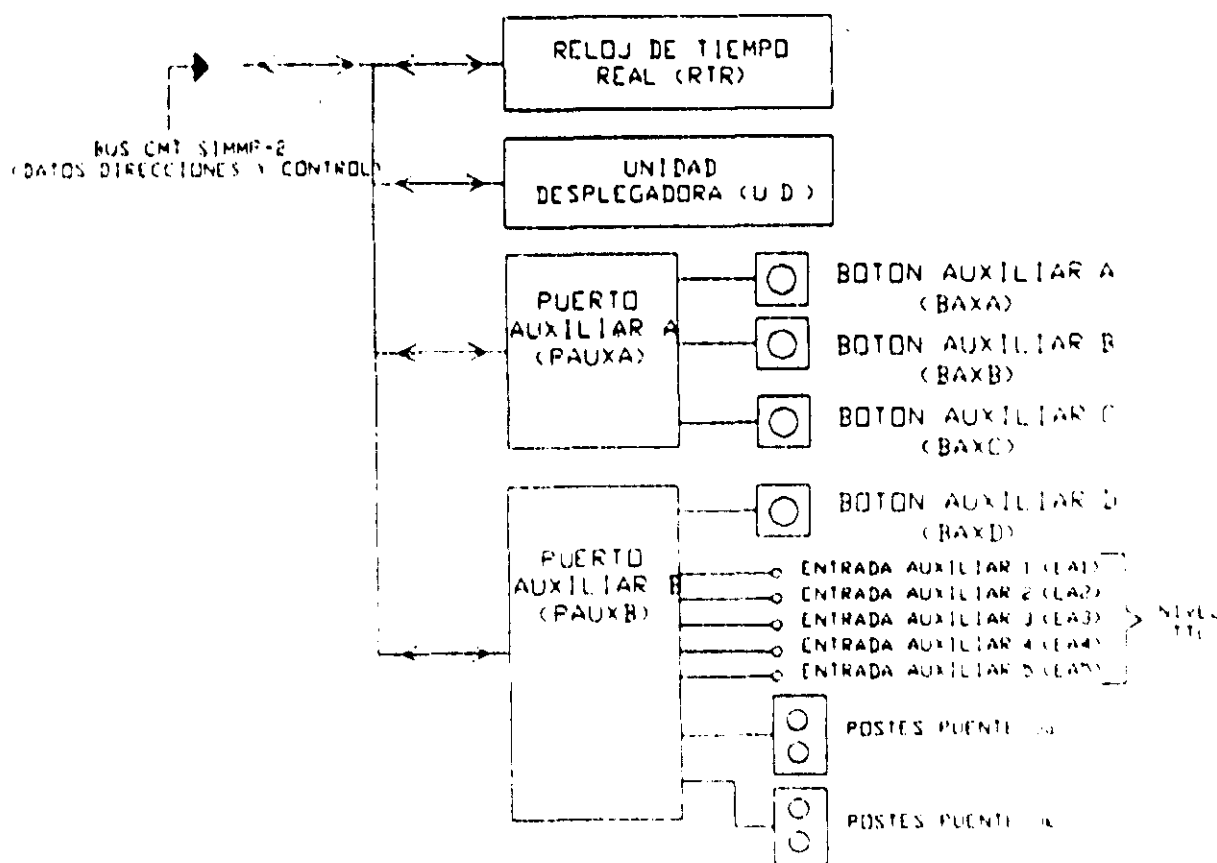 RELOJ DE TIEMPO
REAL (RTR)
BUS CMT SIMMP-2
(DATOS DIRECCIONES Y CONTROL)
UNIDAD
DESPLEGADORA (U D )
PUERTO
AUXILIAR A
(PAUXA)
BOTON AUXILIAR A
(BAXA)
BOTON AUXILIAR B
(BAXB)
BOTON AUXILIAR C
(BAXC)
PUERTO
AUXILIAR B
(PAUXB)
BOTON AUXILIAR D
(BAXD)
ENTRADA AUXILIAR 1 (EA1)
ENTRADA AUXILIAR 2 (EA2)
ENTRADA AUXILIAR 3 (EA3)
ENTRADA AUXILIAR 4 (EA4)
ENTRADA AUXILIAR 5 (EA5)
NIVEL
TTL
POSTES PUENTE
POSTES PUENTE